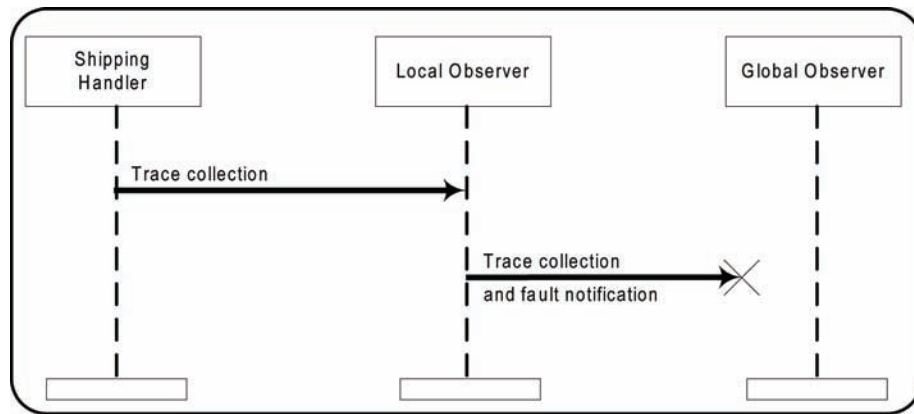 Shipping
Handler
Local Observer
Global Observer
Trace collection
Trace collection
and fault notification